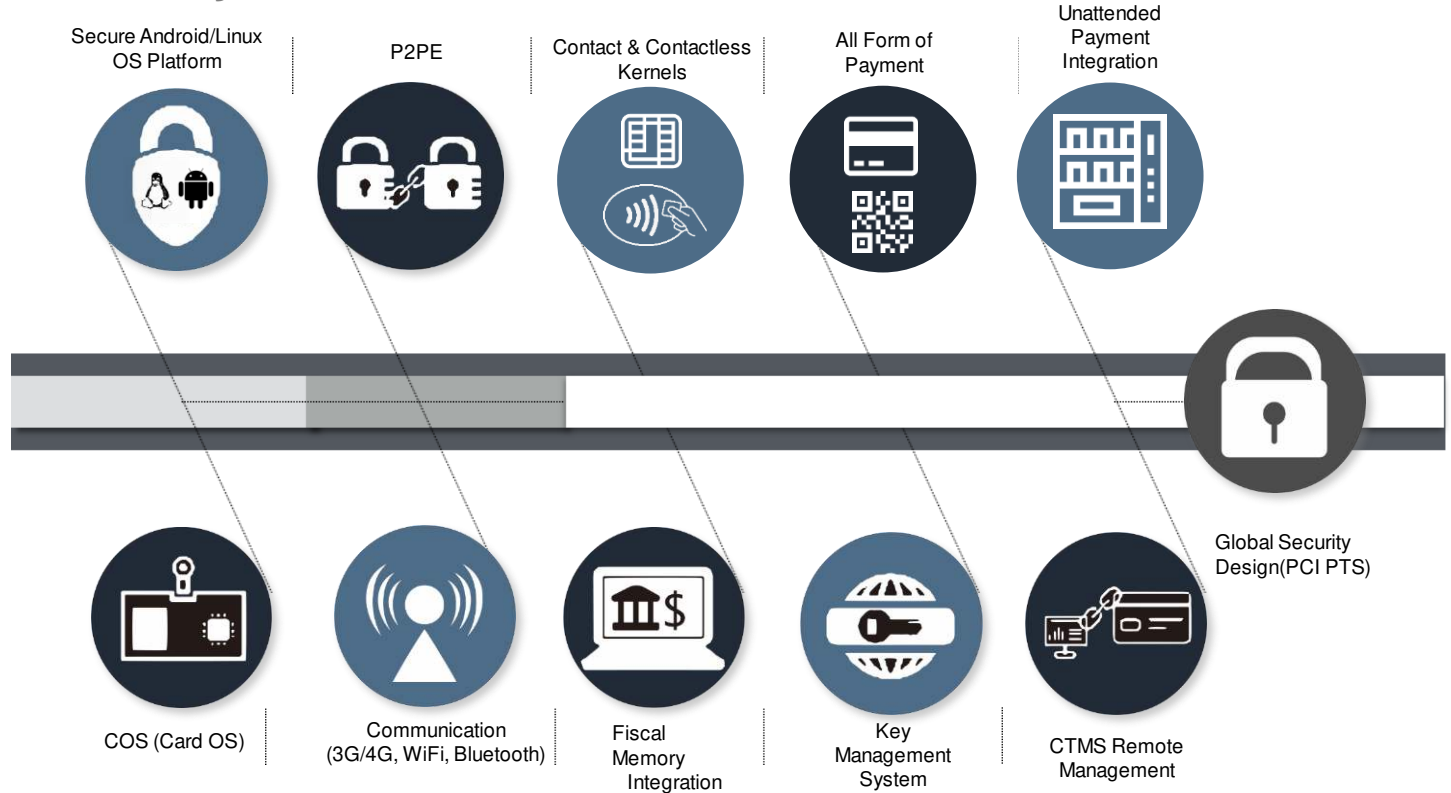 Secure Android/Linux
OS Platform
P2PE
Contact & Contactless
Kernels
All Form of
Payment
Unattended
Payment
Integration
Global Security
Design(PCI PTS)
COS (Card OS)
Communication
(3G/4G, WiFi, Bluetooth)
Fiscal
Memory
Integration
Key
Management
System
CTMS Remote
Management